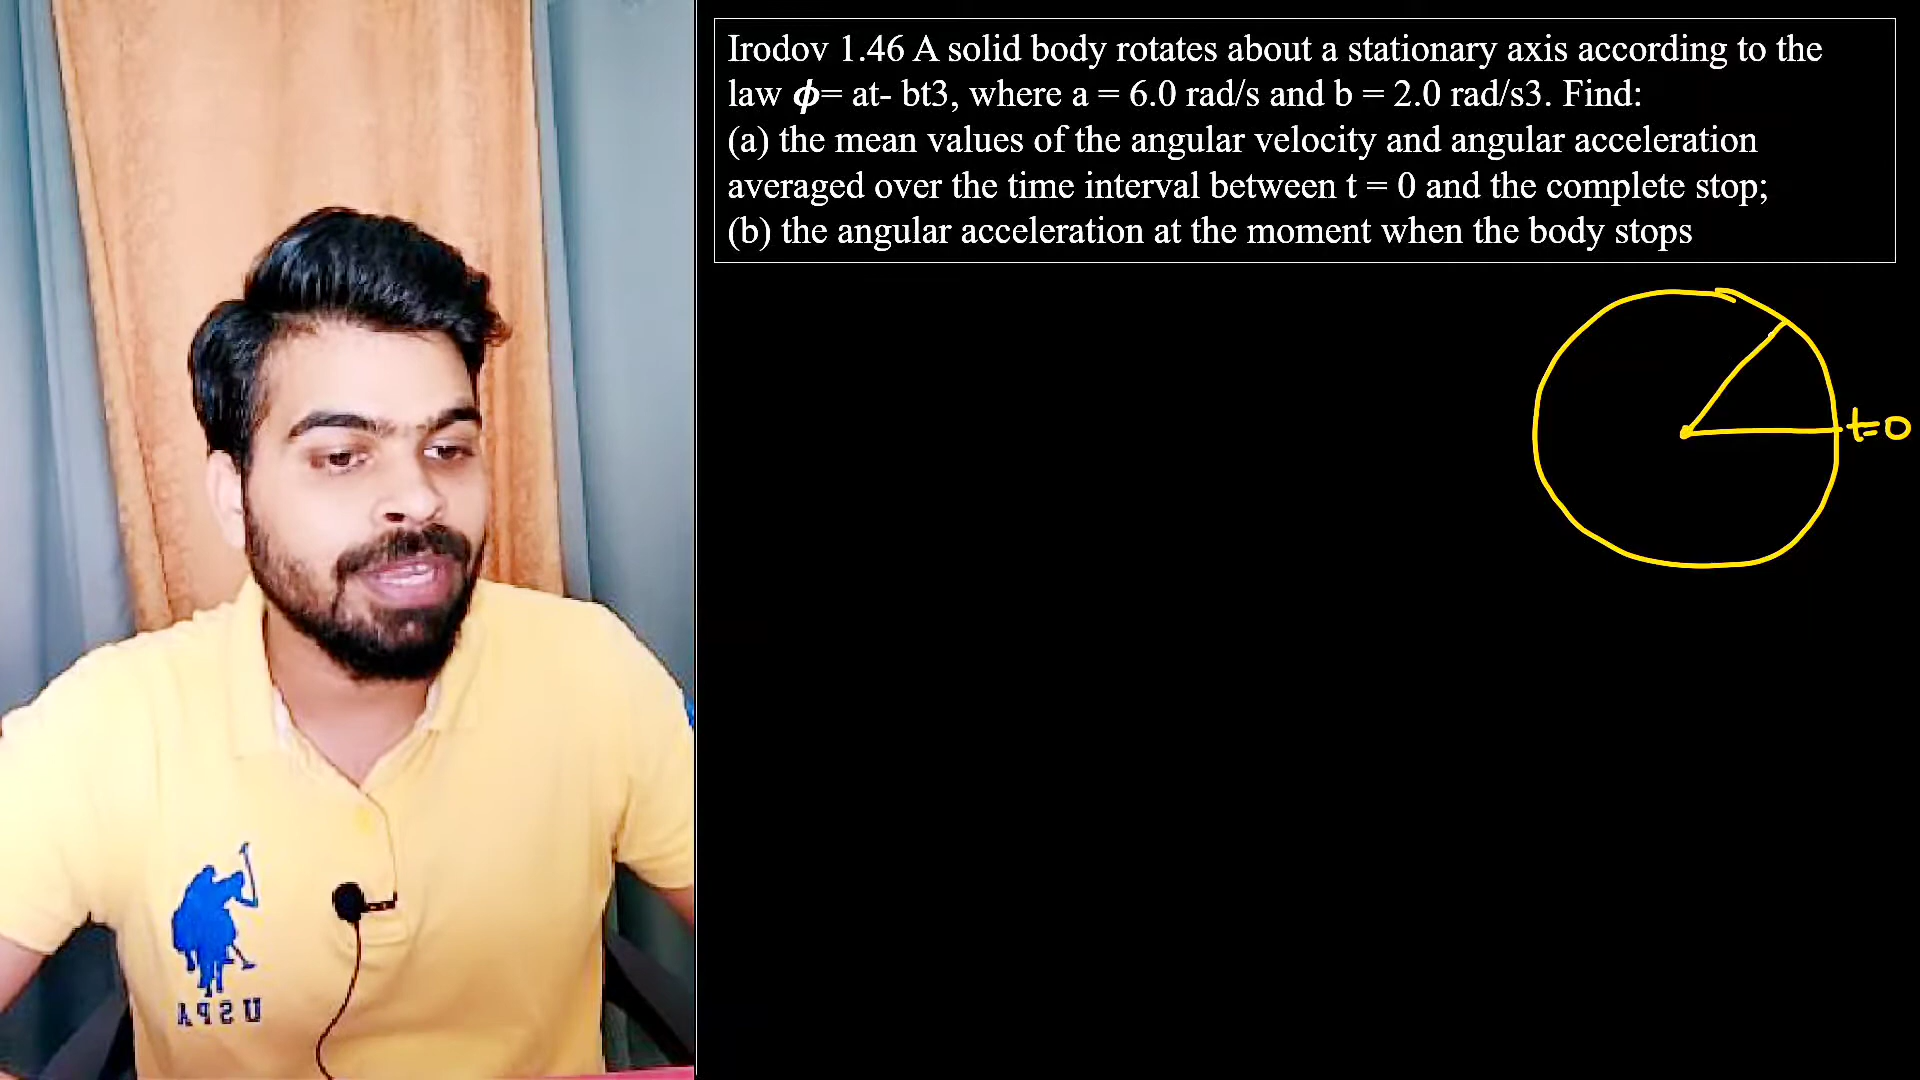 Irodov 1.46 A solid body rotates about a stationary axis according to the
law ϕ= at- bt3, where a = 6.0 rad/s and b = 2.0 rad/s3. Find:
(a) the mean values of the angular velocity and angular acceleration
averaged over the time interval between t = 0 and the complete stop;
(b) the angular acceleration at the moment when the body stops
t=0
USPA